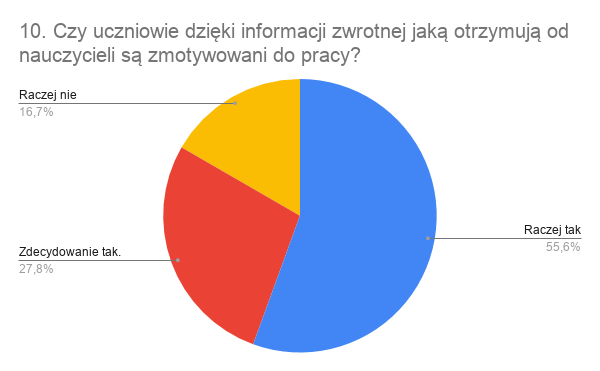 10. Czy uczniowie dzięki informacji zwrotnej jaką otrzymują od
nauczycieli są zmotywowani do pracy?
Raczej nie
16,7%
Raczej tak
55,6%
Zdecydowanie tak.
27,8%